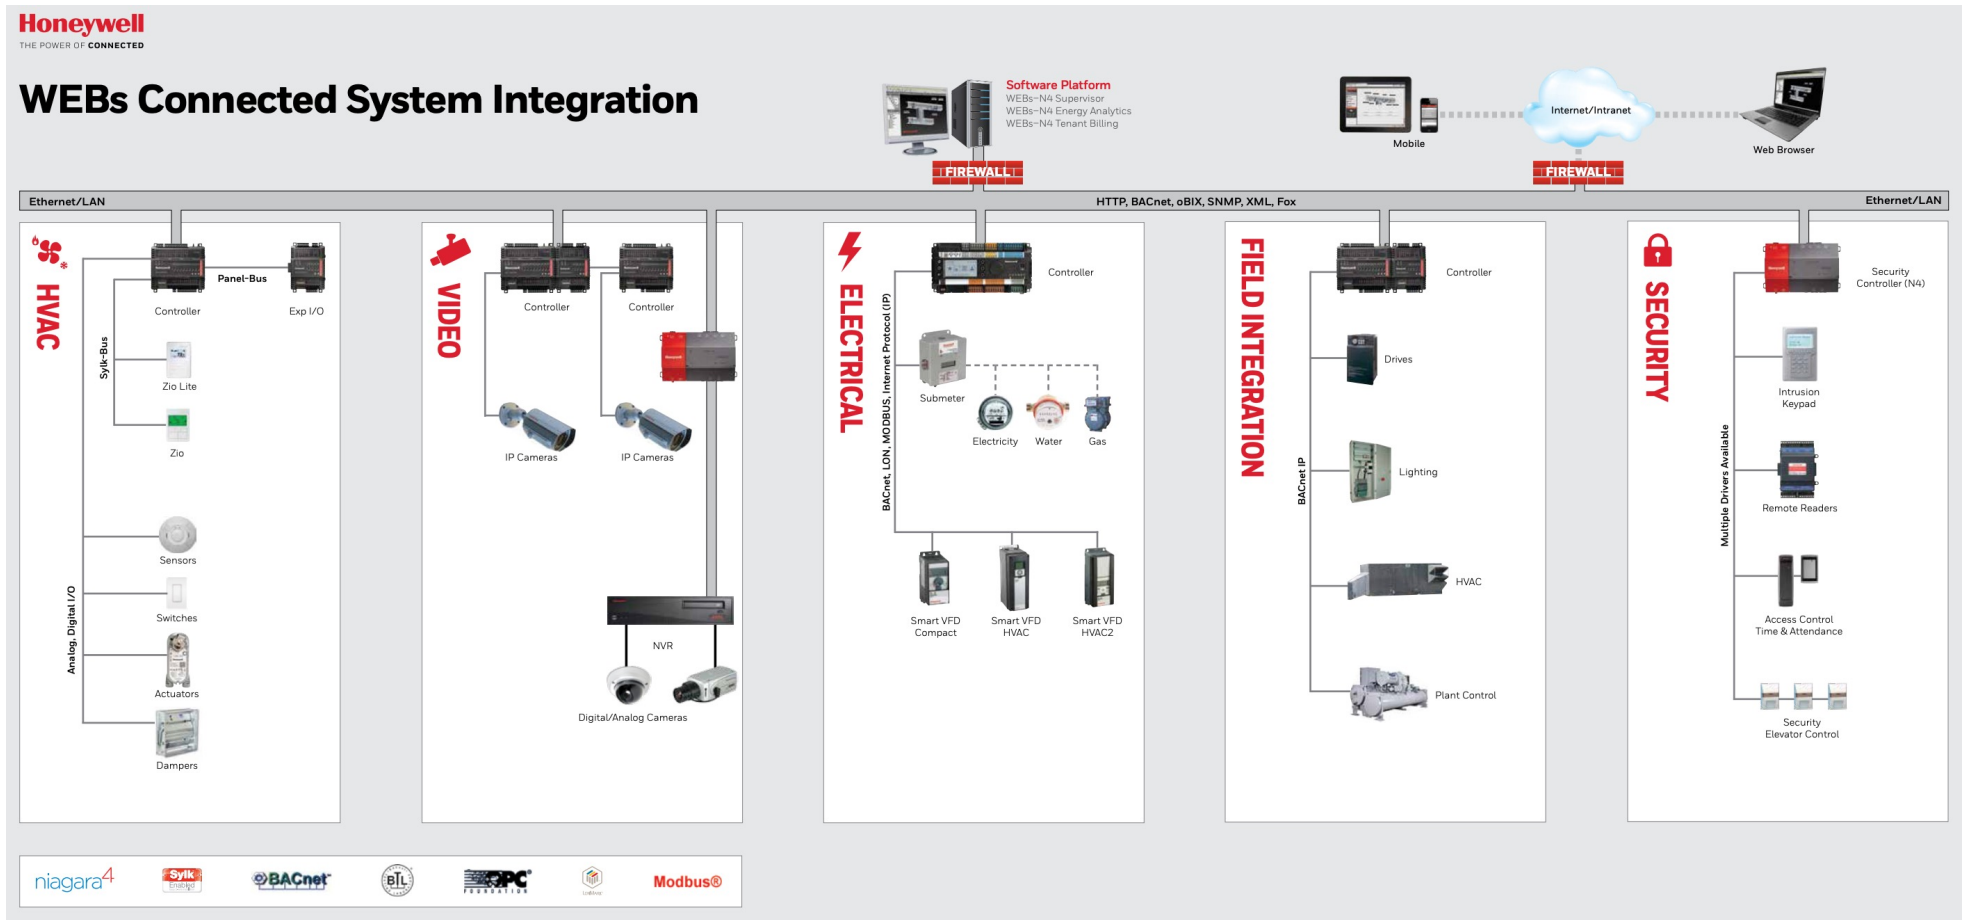 Honeywell
THE POWER OF CONNECTED
WEBs Connected System Integration
Software Platform
WEBs-N4 Supervisor
WEBs-N4 Energy Analytics
WEBs-N4 Tenant Billing
FIREWALL
Mobile
Internet/Intranet
Web Browser
FIREWALL
Ethernet/LAN
HTTP, BACnet, oBIX, SNMP, XML, Fox
Ethernet/LAN
HVAC
Controller
Panel-Bus
Exp I/O
Sylk-Bus
Zio Lite
Zio
Analog, Digital I/O
Sensors
Switches
Actuators
Dampers
VIDEO
Controller
Controller
IP Cameras
IP Cameras
NVR
Digital/Analog Cameras
ELECTRICAL
BACnet, LON, MODBUS, Internet Protocol (IP)
Controller
Submeter
Electricity
Water
Gas
Smart VFD
Compact
Smart VFD
HVAC
Smart VFD
HVAC2
FIELD INTEGRATION
BACnet IP
Controller
Drives
Lighting
HVAC
Plant Control
SECURITY
Multiple Drivers Available
Security
Controller (N4)
Intrusion
Keypad
Remote Readers
Access Control
Time & Attendance
Security
Elevator Control
niagara4
Sylk
Enabled
BACnet
BTL
OPC
FOUNDATION
Modbus®